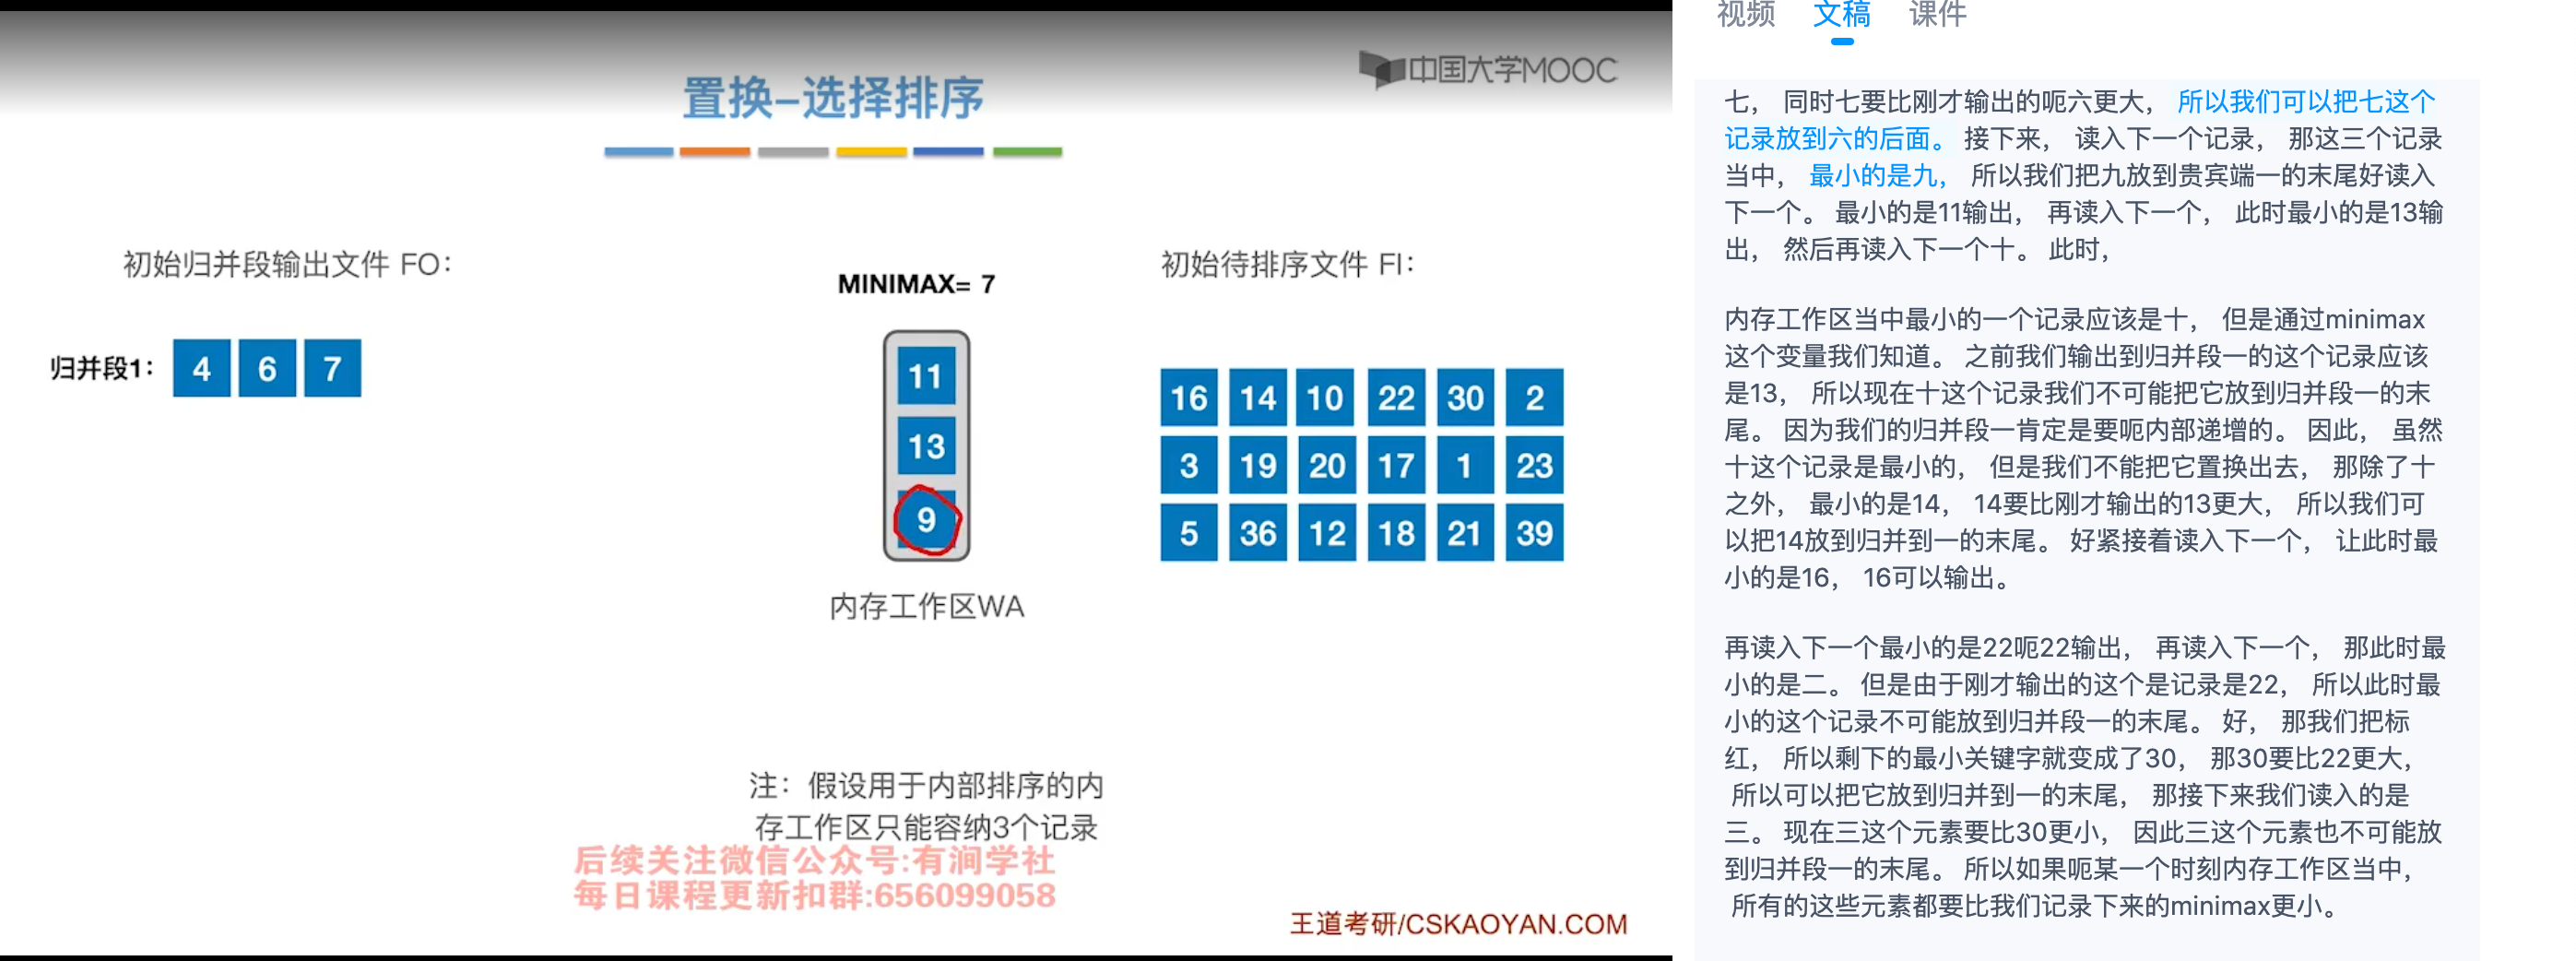 中国大学MOOC
置换-选择排序
初始归并段输出文件 FO:
归并段1: 4 6 7
MINIMAX= 7
11
13
9
内存工作区WA
初始待排序文件 FI:
16 14 10 22 30 2
3 19 20 17 1 23
5 36 12 18 21 39
注：假设用于内部排序的内
存工作区只能容纳3个记录
后续关注微信公众号:有涧学社
每日课程更新扣群:656099058
王道考研/CSKAOYAN.COM
视频 文稿 课件
七， 同时七要比刚才输出的呃六更大， 所以我们可以把七这个
记录放到六的后面。 接下来， 读入下一个记录， 那这三个记录
当中， 最小的是九， 所以我们把九放到贵宾端一的末尾好读入
下一个。 最小的是11输出， 再读入下一个， 此时最小的是13输
出， 然后再读入下一个十。 此时，
内存工作区当中最小的一个记录应该是十， 但是通过minimax
这个变量我们知道。 之前我们输出到归并段一的这个记录应该
是13， 所以现在十这个记录我们不可能把它放到归并段一的末
尾。 因为我们的归并段一肯定是要呃内部递增的。 因此， 虽然
十这个记录是最小的， 但是我们不能把它置换出去， 那除了十
之外， 最小的是14， 14要比刚才输出的13更大， 所以我们可
以把14放到归并到一的末尾。 好紧接着读入下一个， 让此时最
小的是16， 16可以输出。
再读入下一个最小的是22呃22输出， 再读入下一个， 那此时最
小的是二。 但是由于刚才输出的这个是记录是22， 所以此时最
小的这个记录不可能放到归并段一的末尾。 好， 那我们把标
红， 所以剩下的最小关键字就变成了30， 那30要比22更大，
所以可以把它放到归并到一的末尾， 那接下来我们读入的是
三。 现在三这个元素要比30更小， 因此三这个元素也不可能放
到归并段一的末尾。 所以如果呃某一个时刻内存工作区当中，
所有的这些元素都要比我们记录下来的minimax更小。